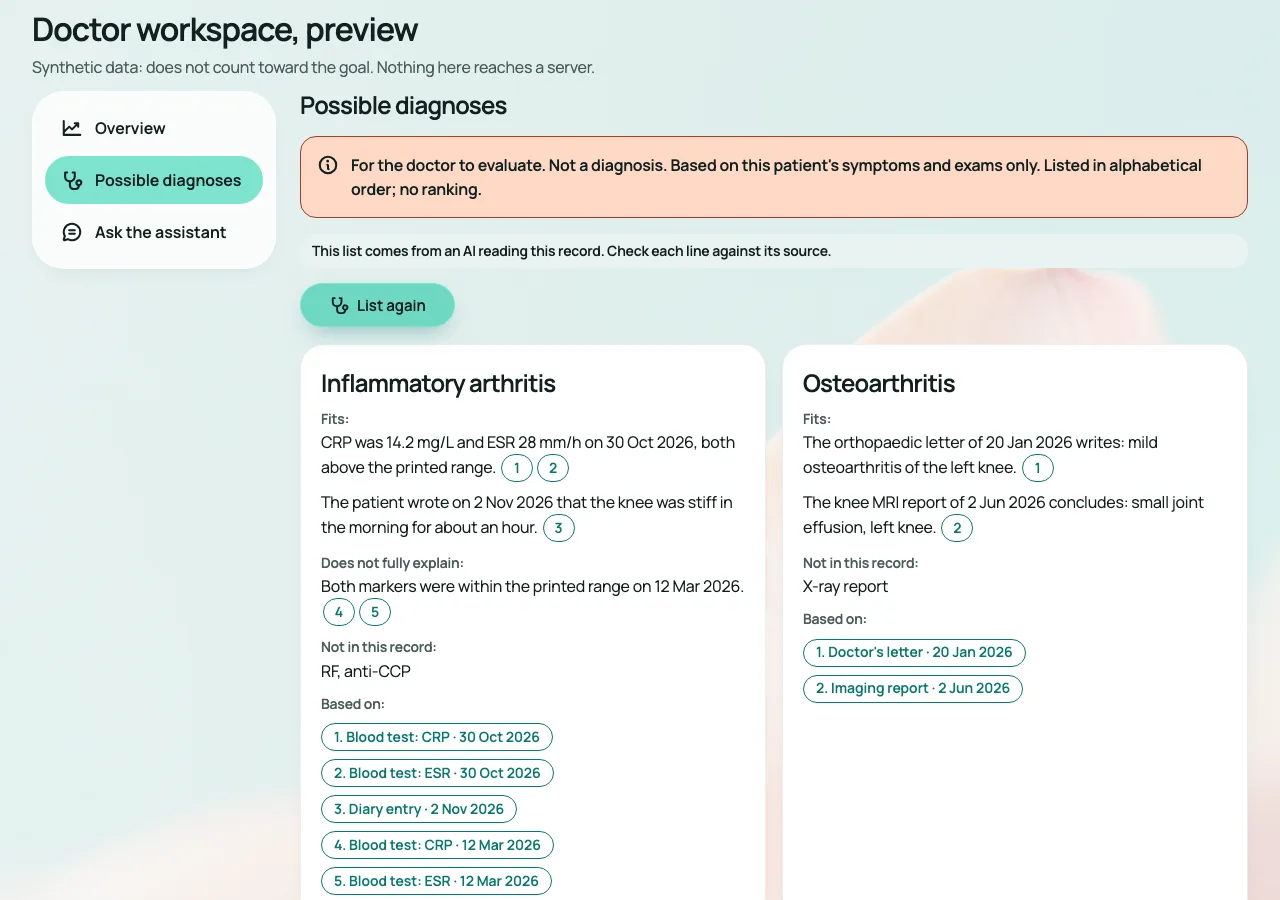 Doctor workspace, preview
Synthetic data: does not count toward the goal. Nothing here reaches a server.
Overview
Possible diagnoses
Ask the assistant
Possible diagnoses
For the doctor to evaluate. Not a diagnosis. Based on this patient's symptoms and exams only. Listed in alphabetical
order; no ranking.
This list comes from an AI reading this record. Check each line against its source.
List again
Inflammatory arthritis
Fits:
CRP was 14.2 mg/L and ESR 28 mm/h on 30 Oct 2026, both
above the printed range. 1 2
The patient wrote on 2 Nov 2026 that the knee was stiff in
the morning for about an hour. 3
Does not fully explain:
Both markers were within the printed range on 12 Mar 2026.
4 5
Not in this record:
RF, anti-CCP
Based on:
1. Blood test: CRP · 30 Oct 2026
2. Blood test: ESR · 30 Oct 2026
3. Diary entry · 2 Nov 2026
4. Blood test: CRP · 12 Mar 2026
5. Blood test: ESR · 12 Mar 2026
Osteoarthritis
Fits:
The orthopaedic letter of 20 Jan 2026 writes: mild
osteoarthritis of the left knee. 1
The knee MRI report of 2 Jun 2026 concludes: small joint
effusion, left knee. 2
Not in this record:
X-ray report
Based on:
1. Doctor's letter · 20 Jan 2026
2. Imaging report · 2 Jun 2026